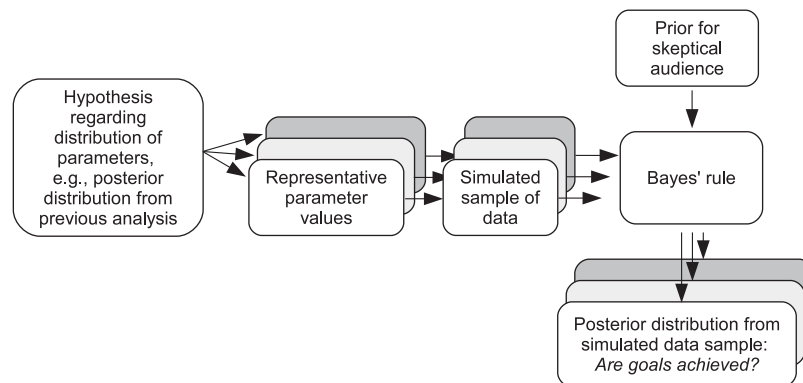 Hypothesis
regarding
distribution of
parameters,
e.g., posterior
distribution from
previous analysis
Representative
parameter
values
Simulated
sample of
data
Prior for
skeptical
audience
Bayes' rule
Posterior distribution from
simulated data sample:
Are goals achieved?